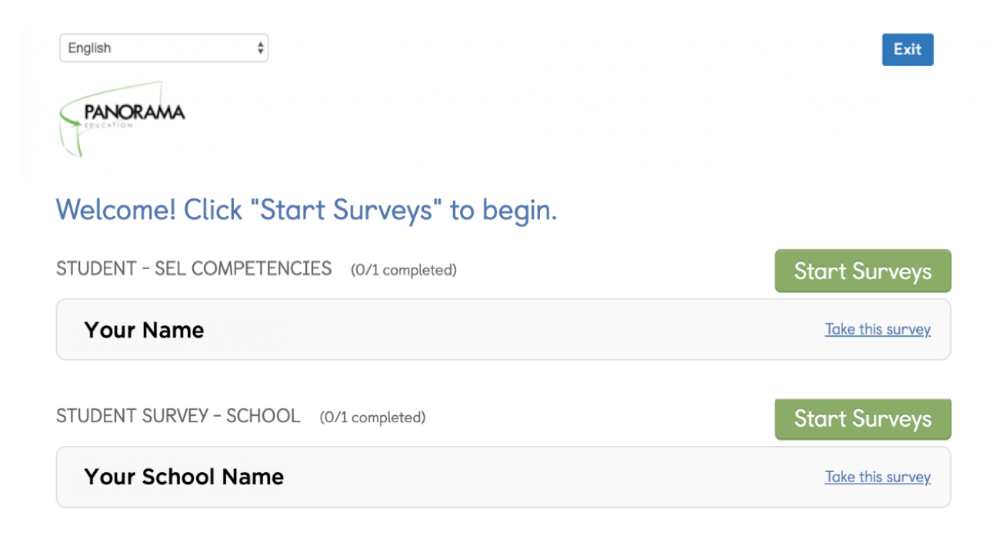 English
Exit
PANORAMA
EDUCATION
Welcome! Click "Start Surveys" to begin.
STUDENT - SEL COMPETENCIES (0/1 completed)
Start Surveys
Your Name
Take this survey
STUDENT SURVEY - SCHOOL (0/1 completed)
Start Surveys
Your School Name
Take this survey